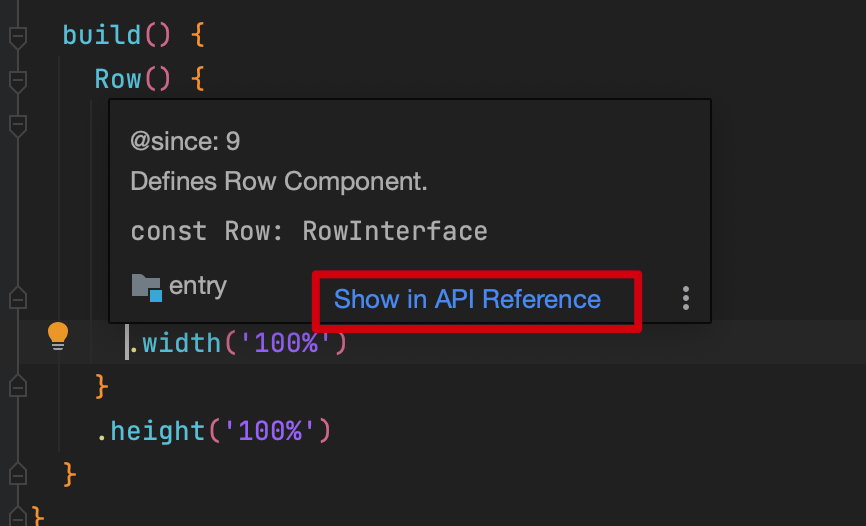 build() {
Row() {
@since: 9
Defines Row Component.
const Row: RowInterface
entry
Show in API Reference
.width('100%')
}
.height('100%')
}
}